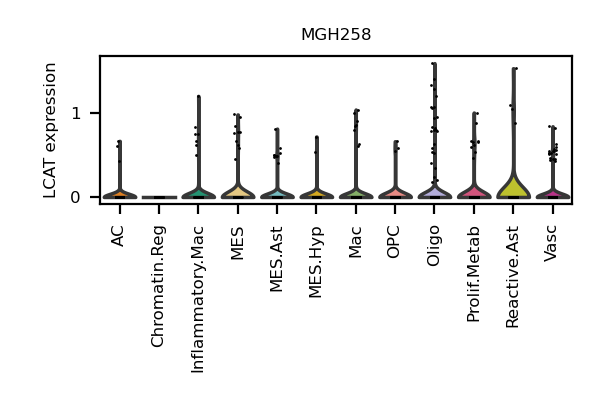 MGH258
LCAT expression
1
0
AC
Chromatin.Reg
Inflammatory.Mac
MES
MES.Ast
MES.Hyp
Mac
OPC
Oligo
Prolif.Metab
Reactive.Ast
Vasc